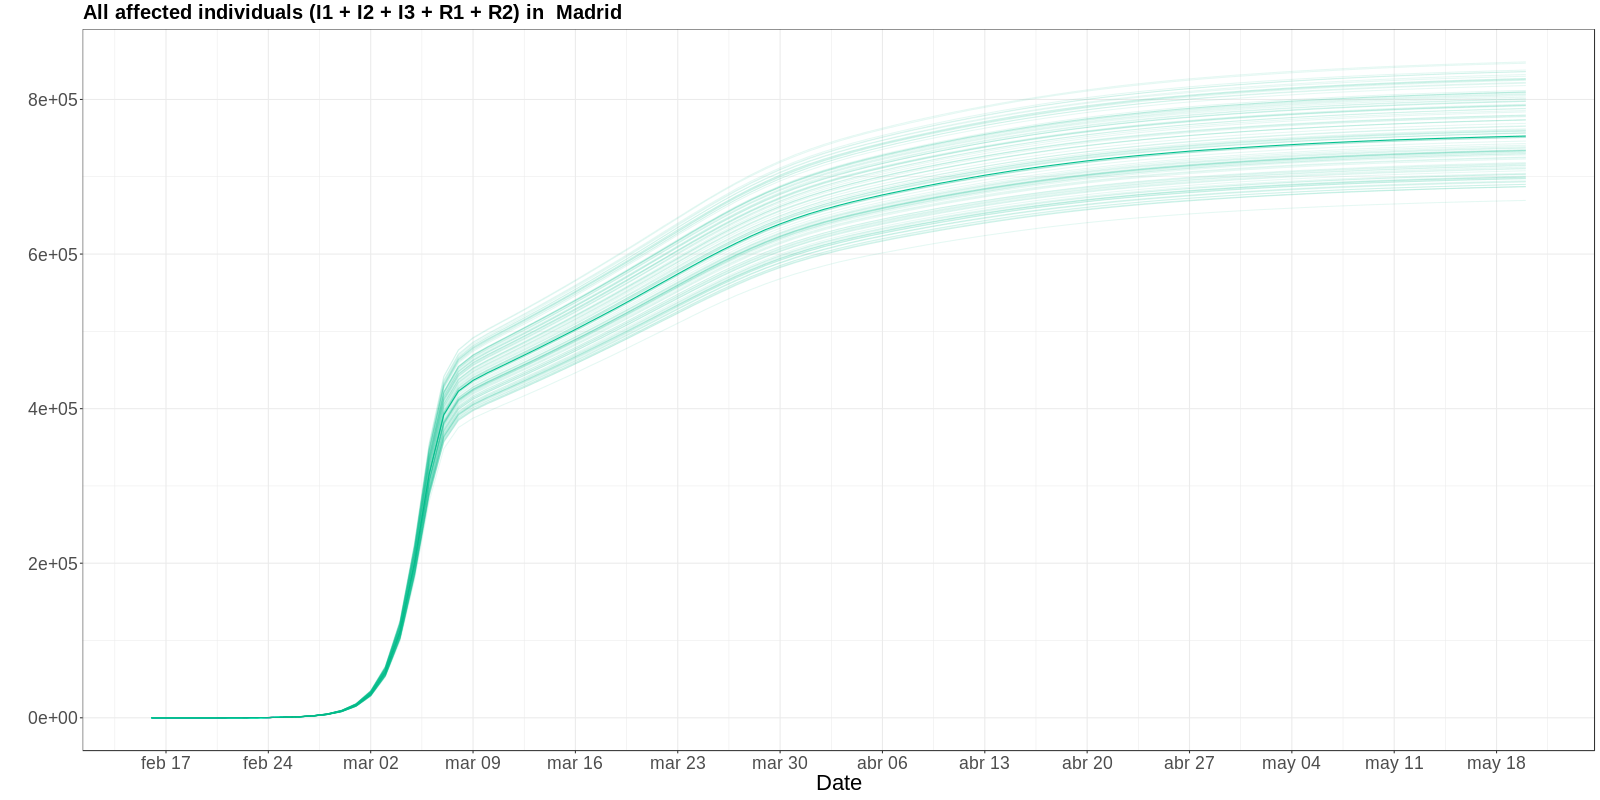 All affected individuals (I1 + I2 + I3 + R1 + R2) in  Madrid
8e+05
6e+05
4e+05
2e+05
0e+00
feb 17 feb 24 mar 02 mar 09 mar 16 mar 23 mar 30 abr 06 abr 13 abr 20 abr 27 may 04 may 11 may 18
Date